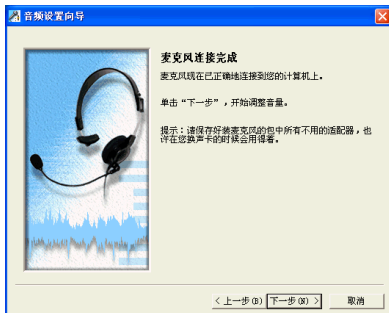 音频设置向导
麦克风连接完成
麦克风现在已正确地连接到您的计算机上。
单击“下一步”，开始调整音量。
提示：请保存好装麦克风的包中所有不用的适配器，也
许在您换声卡的时候会用得着。
< 上一步(B) 下一步(N) > 取消